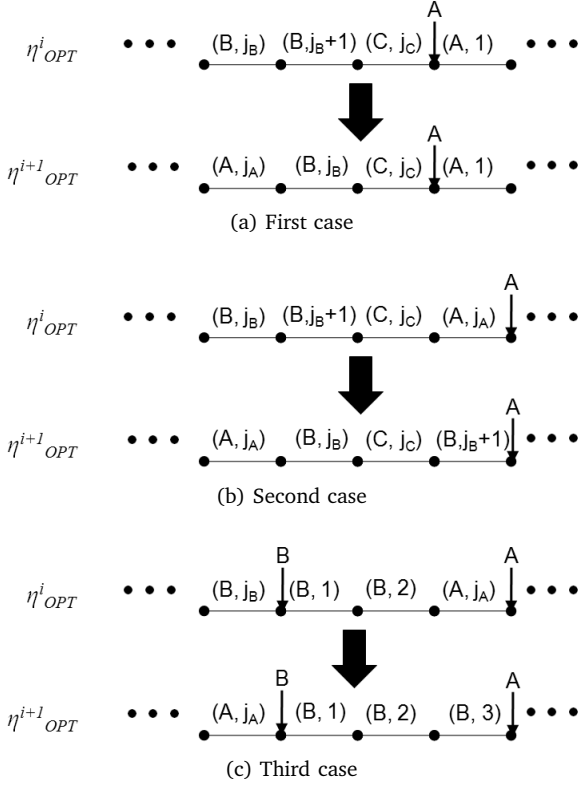 A
η^i_OPT • • • (B, j_B) (B,j_B+1) (C, j_C) (A, 1) • • •
A
η^{i+1}_OPT • • • (A, j_A) (B, j_B) (C, j_C) (A, 1) • • •
(a) First case
A
η^i_OPT • • • (B, j_B) (B,j_B+1) (C, j_C) (A, j_A) • • •
A
η^{i+1}_OPT • • • (A, j_A) (B, j_B) (C, j_C) (B,j_B+1) • • •
(b) Second case
B A
η^i_OPT • • • (B, j_B) (B, 1) (B, 2) (A, j_A) • • •
B A
η^{i+1}_OPT • • • (A, j_A) (B, 1) (B, 2) (B, 3) • • •
(c) Third case